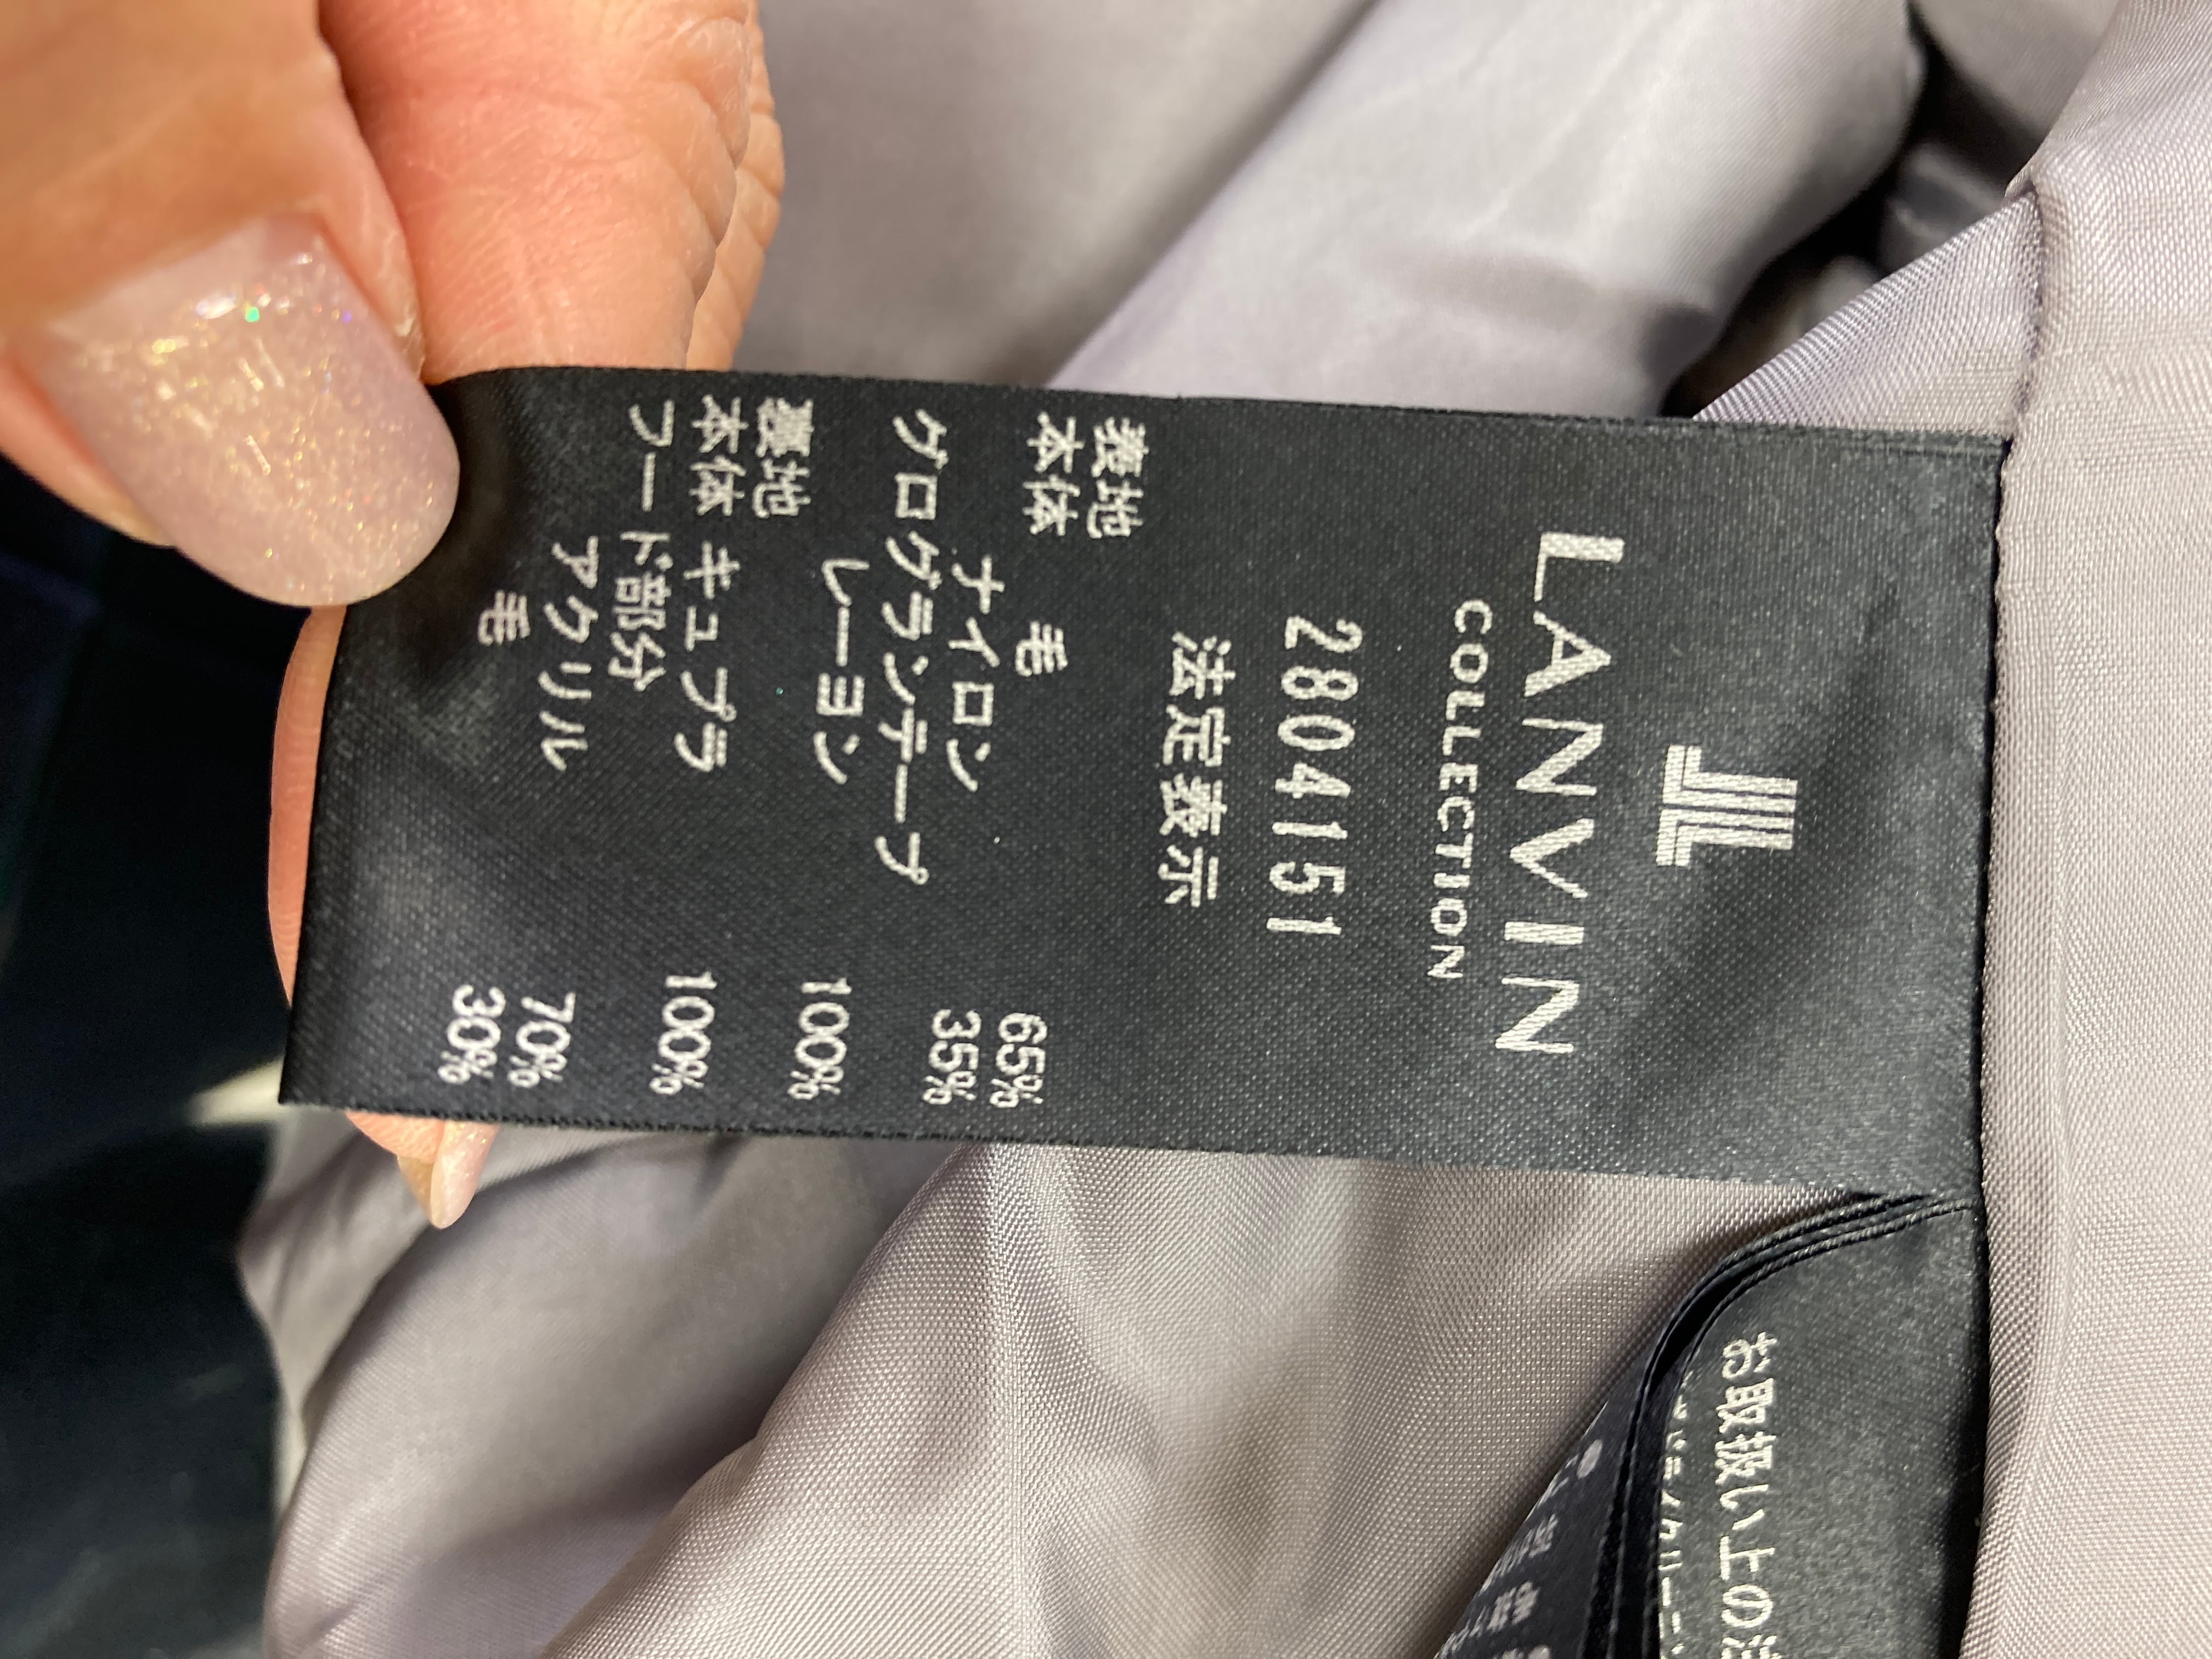 LANVIN
COLLECTION
2804151
法定表示
表地
本体
毛 65%
ナイロン 35%
グログランテープ
レーヨン 100%
裏地
本体 キュプラ 100%
フード部分
アクリル 70%
毛 30%
お取扱い上の注